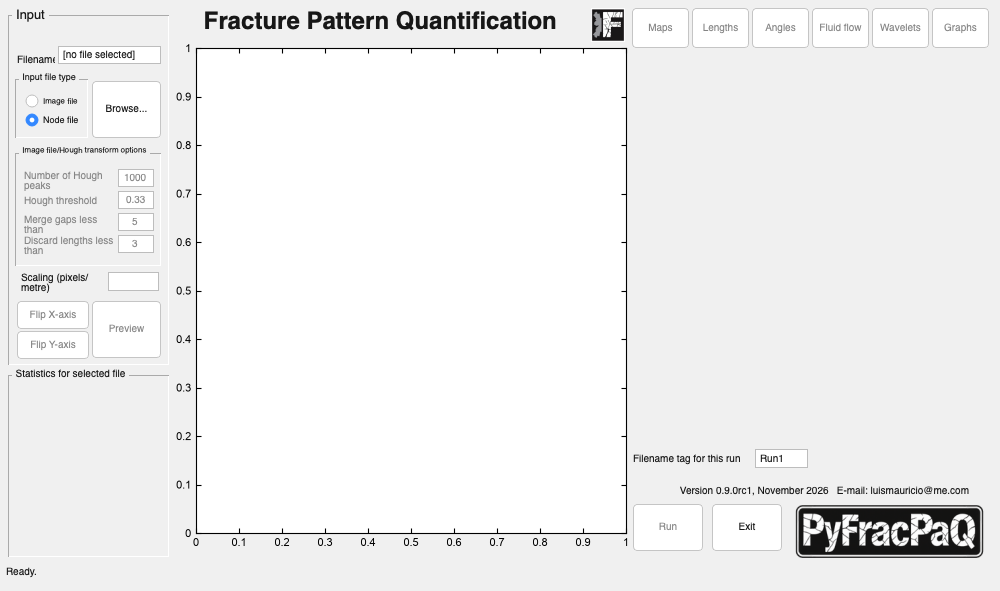 Input
Fracture Pattern Quantification
F
Maps
Lengths
Angles
Fluid flow
Wavelets
Graphs
Filename
[no file selected]
Input file type
Image file
Node file
Browse...
Image file/Hough transform options
Number of Hough
peaks
1000
Hough threshold
0.33
Merge gaps less
than
5
Discard lengths less
than
3
Scaling (pixels/
metre)
Flip X-axis
Flip Y-axis
Preview
Statistics for selected file
1
0.9
0.8
0.7
0.6
0.5
0.4
0.3
0.2
0.1
0
0 0.1 0.2 0.3 0.4 0.5 0.6 0.7 0.8 0.9 1
Filename tag for this run
Run1
Version 0.9.0rc1, November 2026 E-mail: luismauricio@me.com
Run
Exit
PyFracPaQ
Ready.